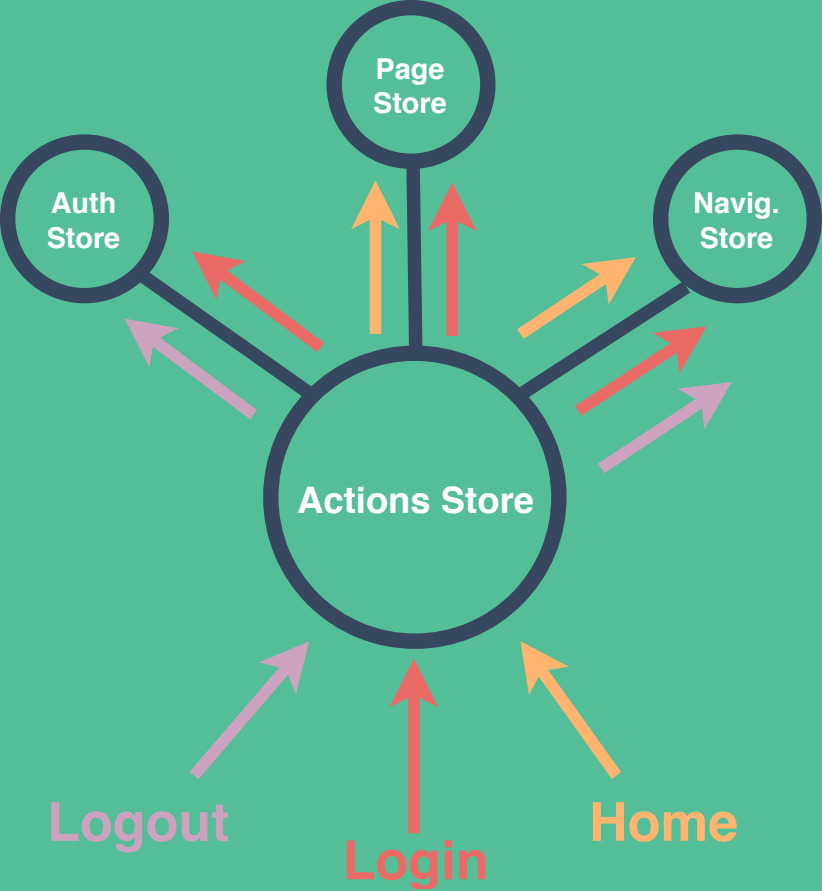 Page
Store
Auth
Store
Navig.
Store
Actions Store
Logout
Login
Home